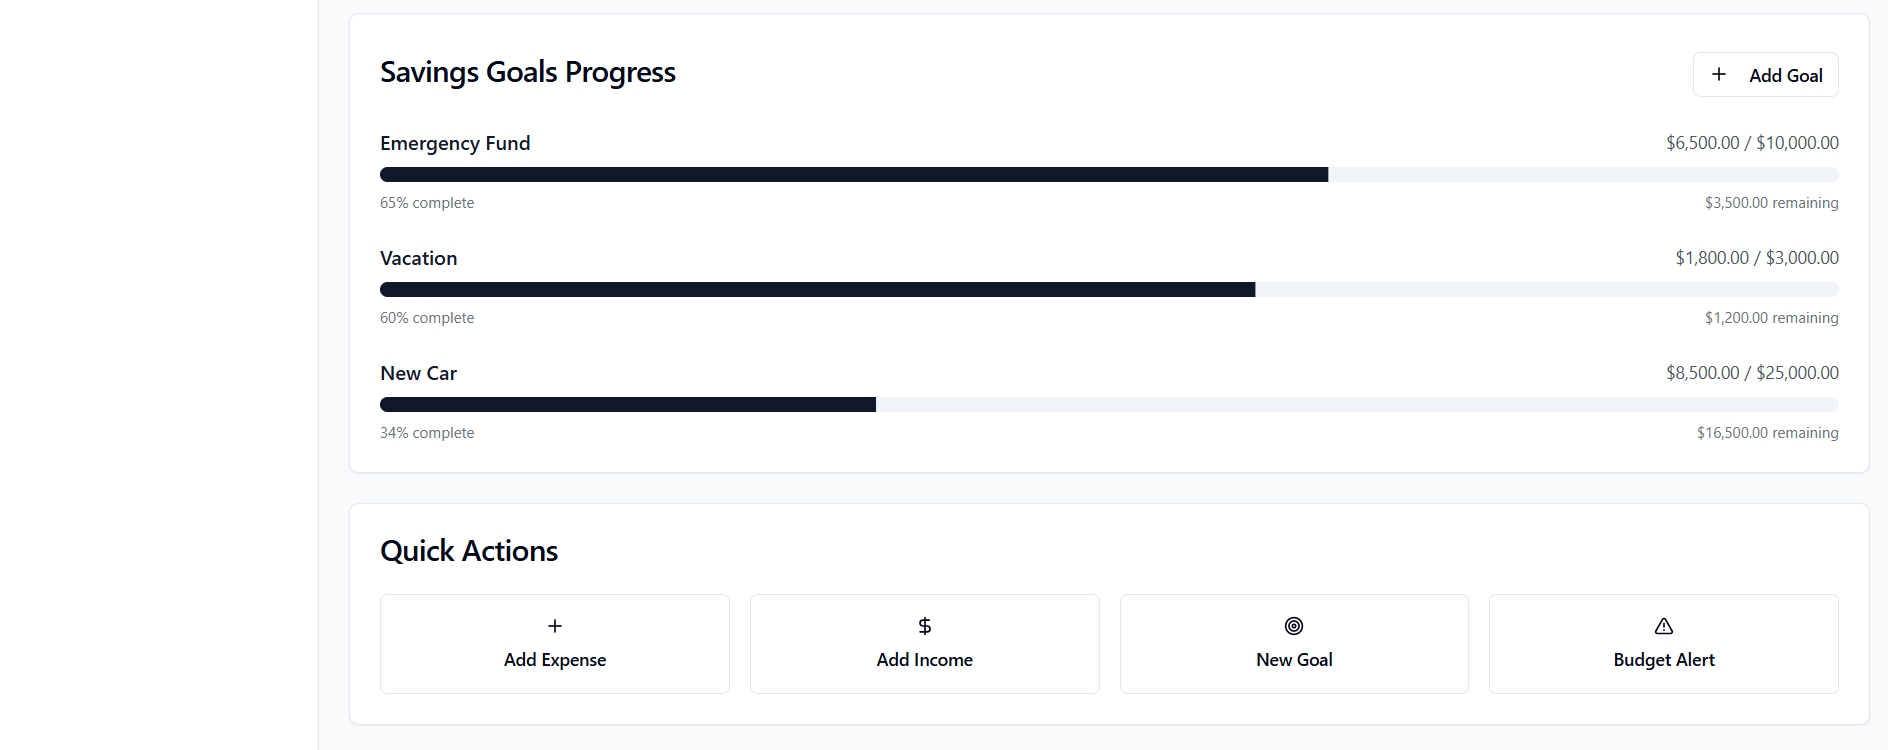 Savings Goals Progress
Add Goal
Emergency Fund
$6,500.00 / $10,000.00
65% complete
$3,500.00 remaining
Vacation
$1,800.00 / $3,000.00
60% complete
$1,200.00 remaining
New Car
$8,500.00 / $25,000.00
34% complete
$16,500.00 remaining
Quick Actions
Add Expense
Add Income
New Goal
Budget Alert